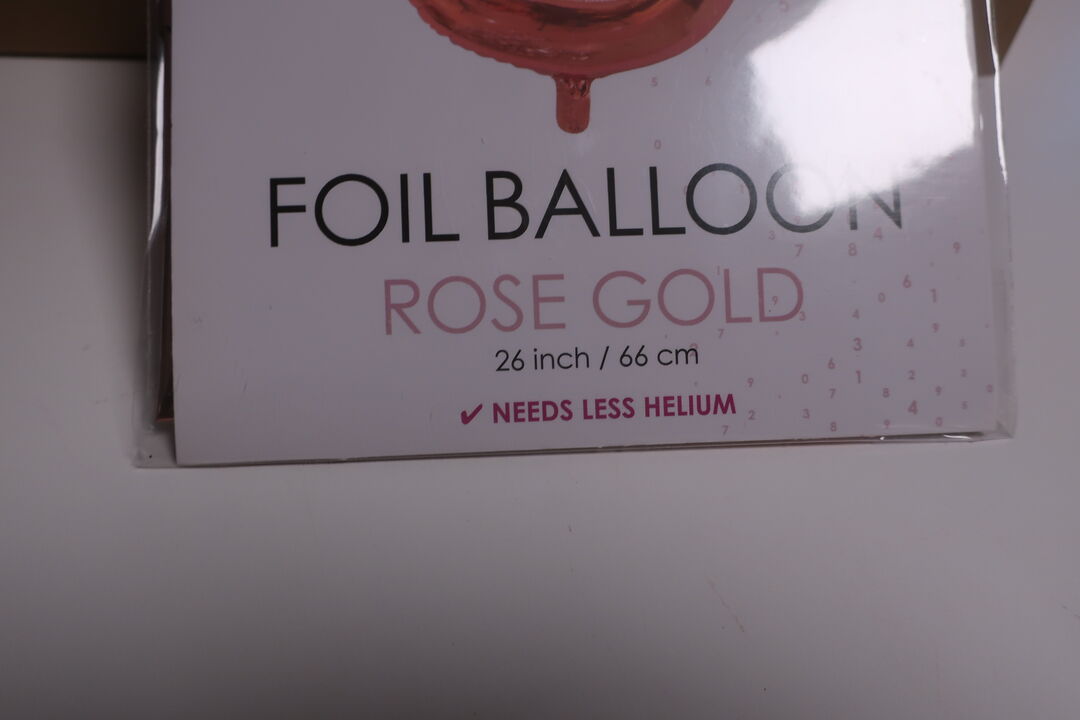 FOIL BALLOON
ROSE GOLD
26 inch / 66 cm
✔ NEEDS LESS HELIUM